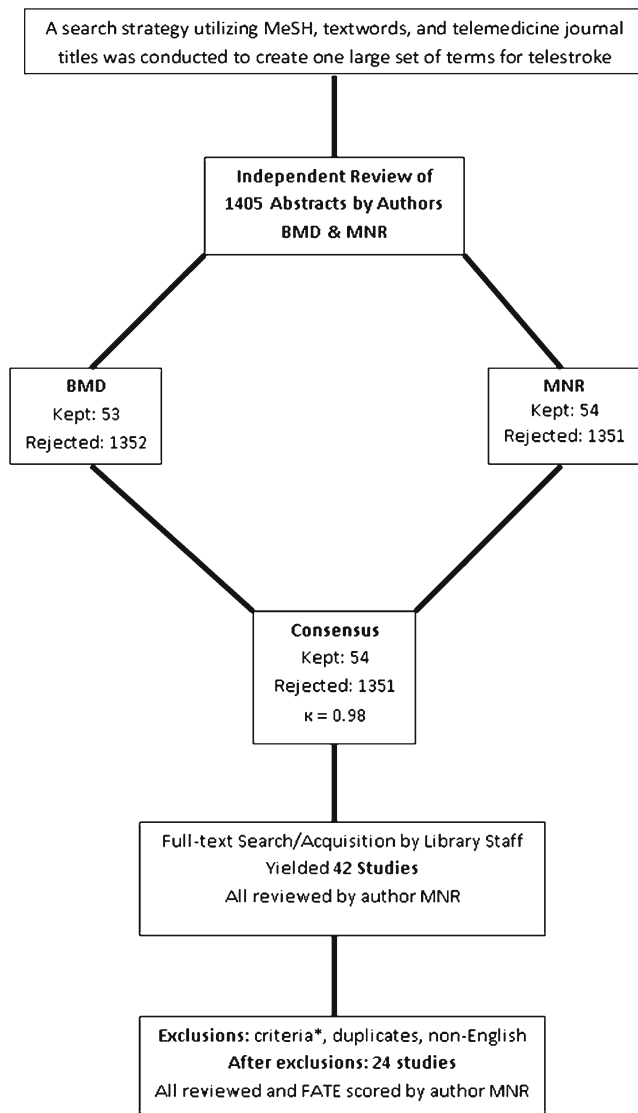 A search strategy utilizing MeSH, textwords, and telemedicine journal
titles was conducted to create one large set of terms for telestroke
Independent Review of
1405 Abstracts by Authors
BMD & MNR
BMD
Kept: 53
Rejected: 1352
MNR
Kept: 54
Rejected: 1351
Consensus
Kept: 54
Rejected: 1351
κ = 0.98
Full-text Search/Acquisition by Library Staff
Yielded 42 Studies
All reviewed by author MNR
Exclusions: criteria*, duplicates, non-English
After exclusions: 24 studies
All reviewed and FATE scored by author MNR